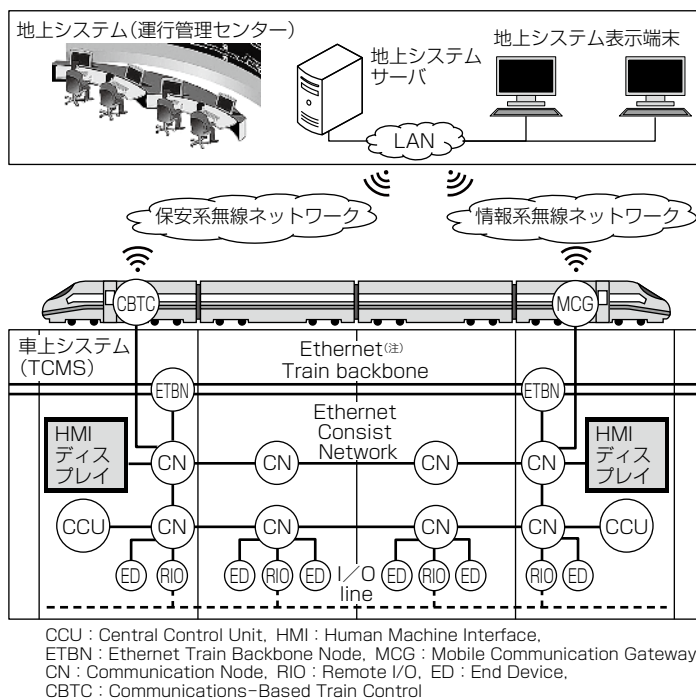 地上システム(運行管理センター)
地上システム
サーバ
地上システム表示端末
LAN
保安系無線ネットワーク
情報系無線ネットワーク
CBTC
MCG
車上システム
(TCMS)
Ethernet(注)
Train backbone
ETBN
ETBN
Ethernet
Consist
Network
HMI
ディス
プレイ
CN
CN
CN
CN
HMI
ディス
プレイ
CCU
CN
CN
CN
CN
CCU
ED
RIO
ED
RIO
ED
I/O
line
ED
RIO
ED
RIO
ED
CCU:Central Control Unit, HMI:Human Machine Interface,
ETBN:Ethernet Train Backbone Node, MCG:Mobile Communication Gateway
CN:Communication Node, RIO:Remote I/O, ED:End Device,
CBTC:Communications-Based Train Control